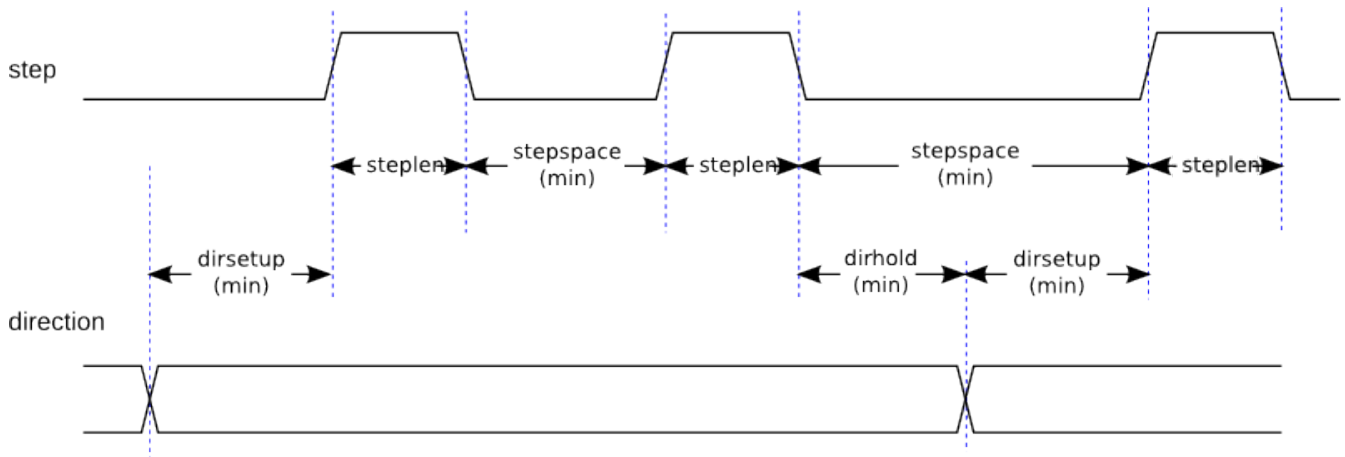 step
steplen
stepspace
(min)
steplen
stepspace
(min)
steplen
dirsetup
(min)
dirhold
(min)
dirsetup
(min)
direction